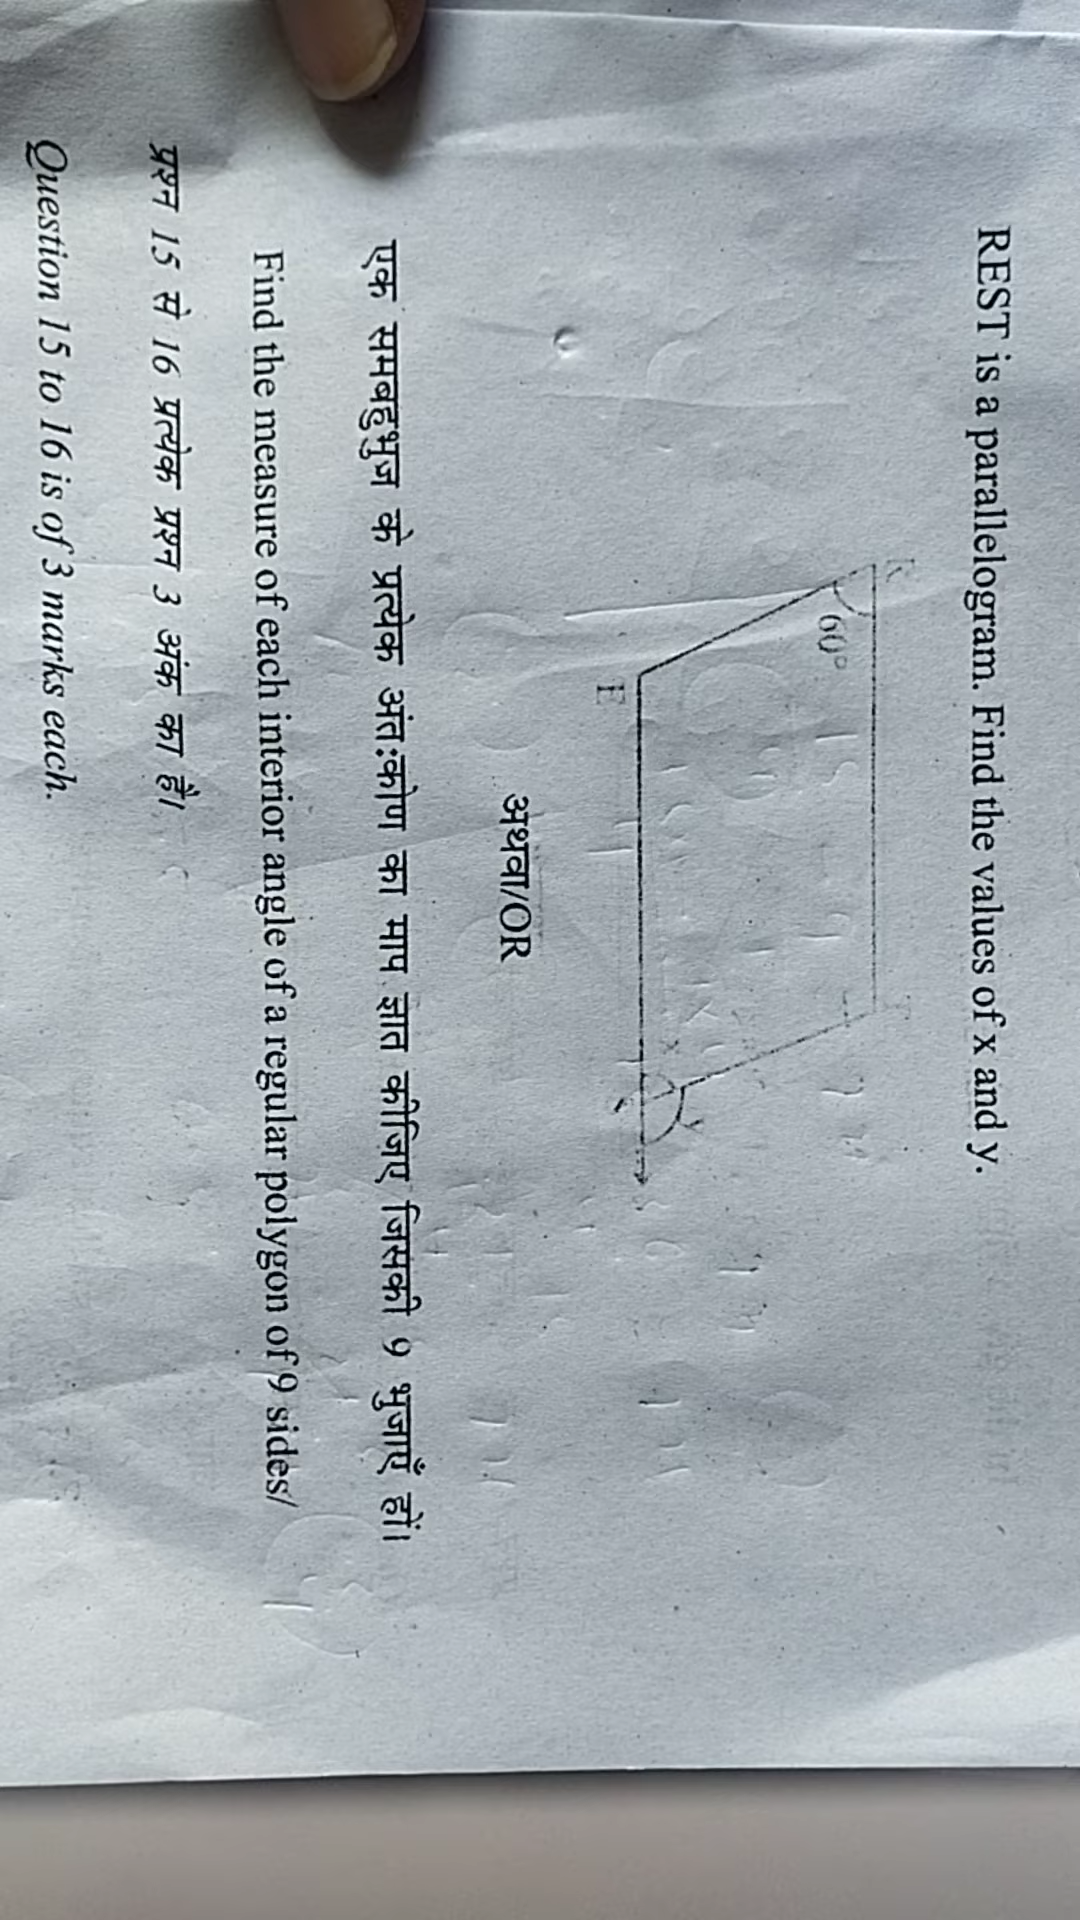 REST is a parallelogram. Find the values of x and y.
60°
E
x
y
अथवा/OR
एक समबहुभुज के प्रत्येक अंतःकोण का माप ज्ञात कीजिए जिसकी 9 भुजाएँ हों।
Find the measure of each interior angle of a regular polygon of 9 sides/
प्रश्न 15 से 16 प्रत्येक प्रश्न 3 अंक का है।
Question 15 to 16 is of 3 marks each.